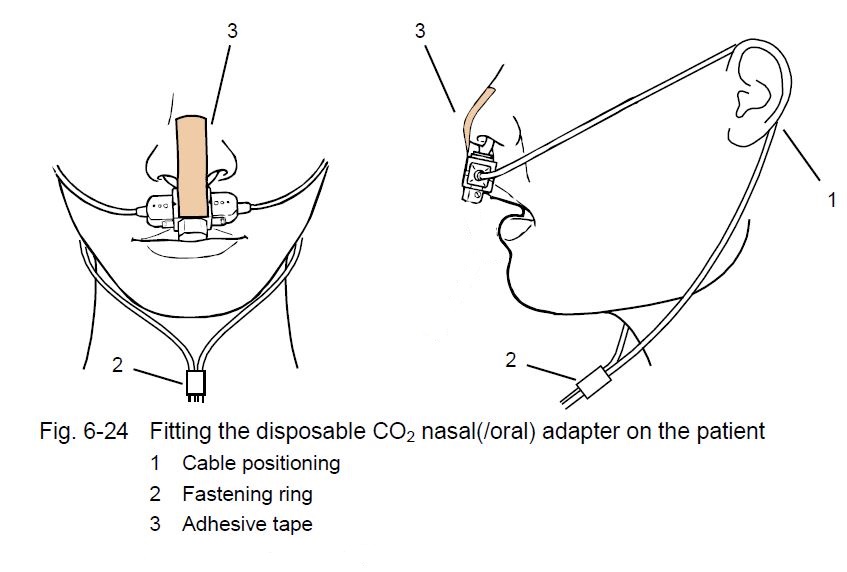 3
3
1
2
2
Fig. 6-24 Fitting the disposable CO₂ nasal(/oral) adapter on the patient
1 Cable positioning
2 Fastening ring
3 Adhesive tape